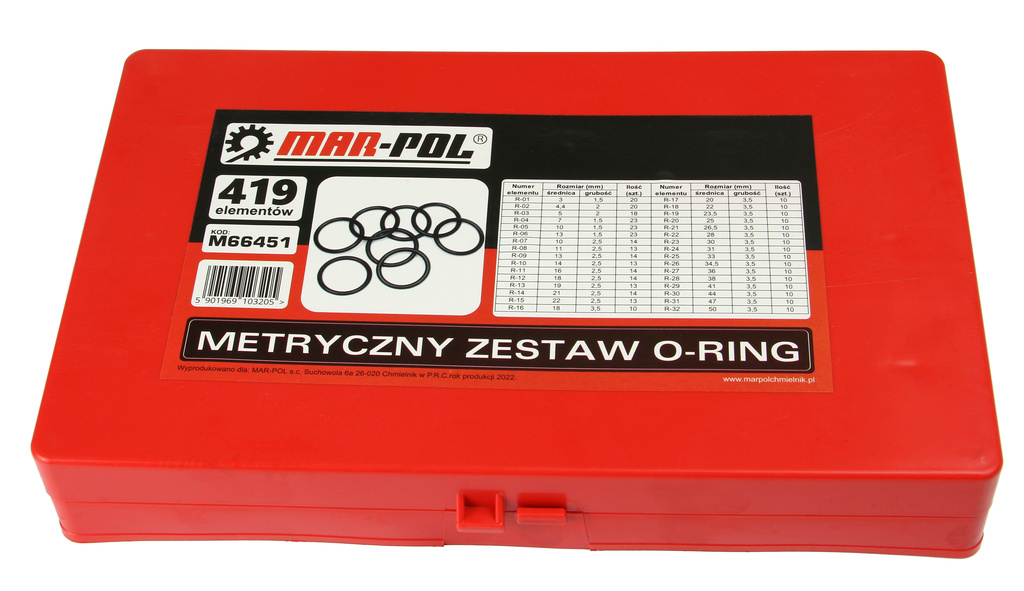 MAR-POL®
419
elementów
KOD:
M66451
5 901969 103205 >
Numer elementu Rozmiar (mm) średnica grubość Ilość (szt.) Numer elementu Rozmiar (mm) średnica grubość Ilość (szt.)
R-01 3 1,5 20 R-17 20 3,5 10
R-02 4,4 2 20 R-18 22 3,5 10
R-03 5 2 18 R-19 23,5 3,5 10
R-04 7 1,5 23 R-20 25 3,5 10
R-05 10 1,5 23 R-21 26,5 3,5 10
R-06 13 1,5 23 R-22 28 3,5 10
R-07 10 2,5 14 R-23 30 3,5 10
R-08 11 2,5 13 R-24 31 3,5 10
R-09 13 2,5 14 R-25 33 3,5 10
R-10 14 2,5 13 R-26 34,5 3,5 10
R-11 16 2,5 14 R-27 36 3,5 10
R-12 18 2,5 14 R-28 38 3,5 10
R-13 19 2,5 13 R-29 41 3,5 10
R-14 21 2,5 14 R-30 44 3,5 10
R-15 22 2,5 13 R-31 47 3,5 10
R-16 18 3,5 10 R-32 50 3,5 10
METRYCZNY ZESTAW O-RING
Wyprodukowano dla: MAR-POL s.c. Suchowola 6a 26-020 Chmielnik w P.R.C.rok produkcji 2022.
www.marpolchmielnik.pl